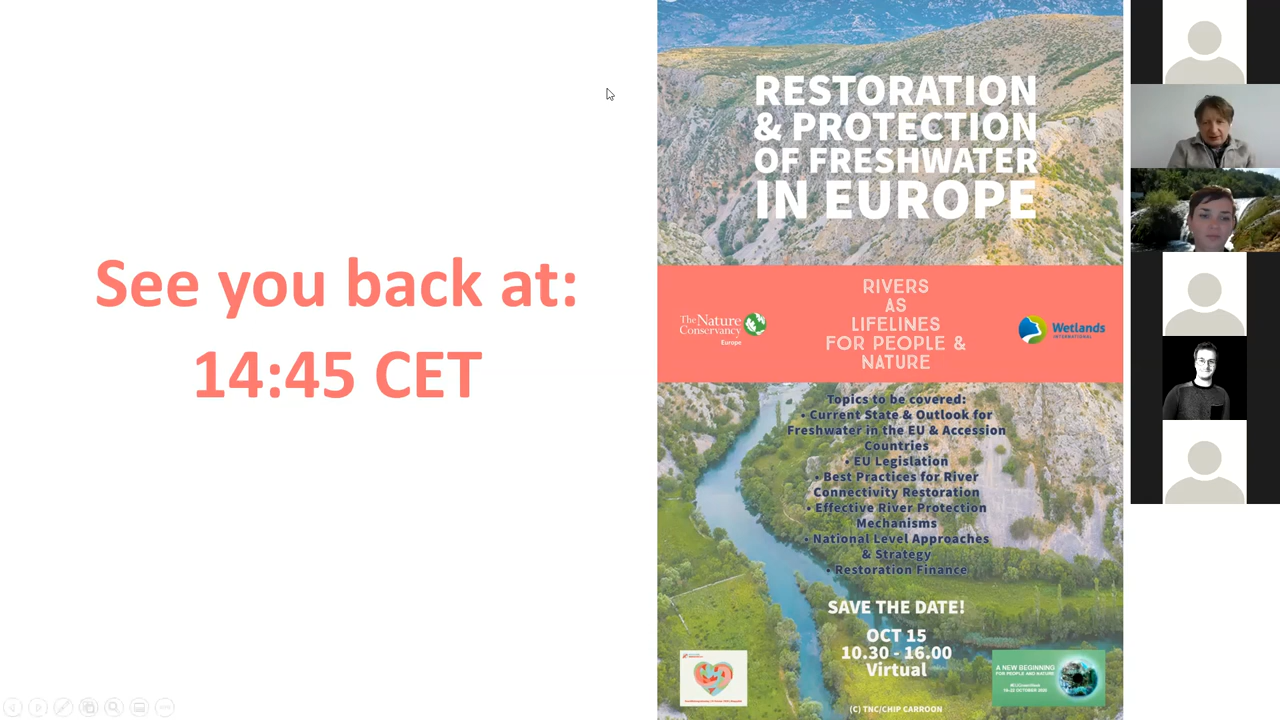 See you back at:
14:45 CET
RESTORATION
& PROTECTION
OF FRESHWATER
IN EUROPE
The Nature
Conservancy
Europe
RIVERS
AS
LIFELINES
FOR PEOPLE &
NATURE
Wetlands
INTERNATIONAL
Topics to be covered:
• Current State & Outlook for
Freshwater in the EU & Accession
Countries
• EU Legislation
• Best Practices for River
Connectivity Restoration
• Effective River Protection
Mechanisms
• National Level Approaches
& Strategy
• Restoration Finance
SAVE THE DATE!
OCT 15
10.30 - 16.00
Virtual
A NEW BEGINNING
FOR PEOPLE AND NATURE
(C) TNC/CHIP CARROON